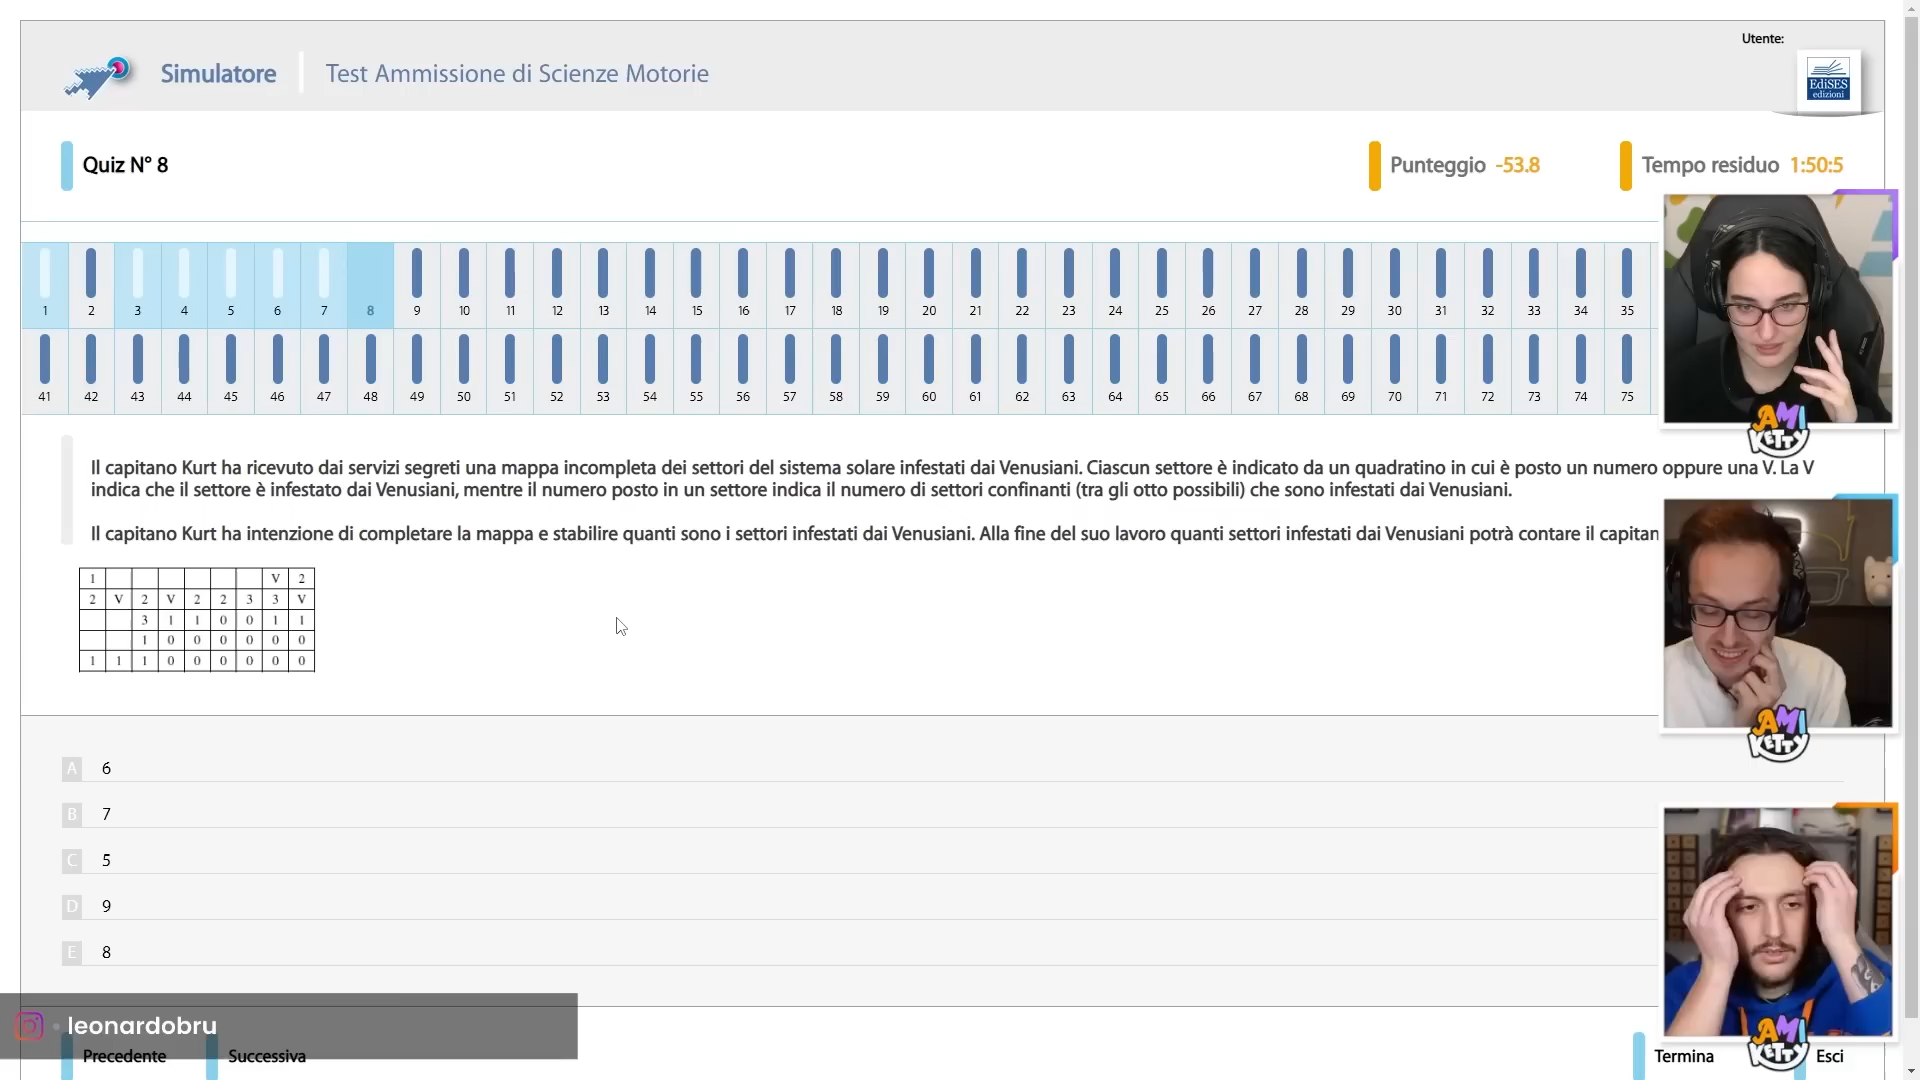 Utente:
Simulatore
Test Ammissione di Scienze Motorie
EdiSES
edizioni
Quiz N° 8
Punteggio -53.8
Tempo residuo 1:50:5
1 2 3 4 5 6 7 8 9 10 11 12 13 14 15 16 17 18 19 20 21 22 23 24 25 26 27 28 29 30 31 32 33 34 35
41 42 43 44 45 46 47 48 49 50 51 52 53 54 55 56 57 58 59 60 61 62 63 64 65 66 67 68 69 70 71 72 73 74 75
AMI
KETTY
Il capitano Kurt ha ricevuto dai servizi segreti una mappa incompleta dei settori del sistema solare infestati dai Venusiani. Ciascun settore è indicato da un quadratino in cui è posto un numero oppure una V. La V
indica che il settore è infestato dai Venusiani, mentre il numero posto in un settore indica il numero di settori confinanti (tra gli otto possibili) che sono infestati dai Venusiani.
Il capitano Kurt ha intenzione di completare la mappa e stabilire quanti sono i settori infestati dai Venusiani. Alla fine del suo lavoro quanti settori infestati dai Venusiani potrà contare il capitan
1 V 2
2 V 2 V 2 2 3 3 V
3 1 1 0 0 1 1
1 0 0 0 0 0 0
1 1 1 0 0 0 0 0 0
AMI
KETTY
A 6
B 7
C 5
D 9
E 8
leonardobru
Precedente
Successiva
Termina
AMI
KETTY
Esci